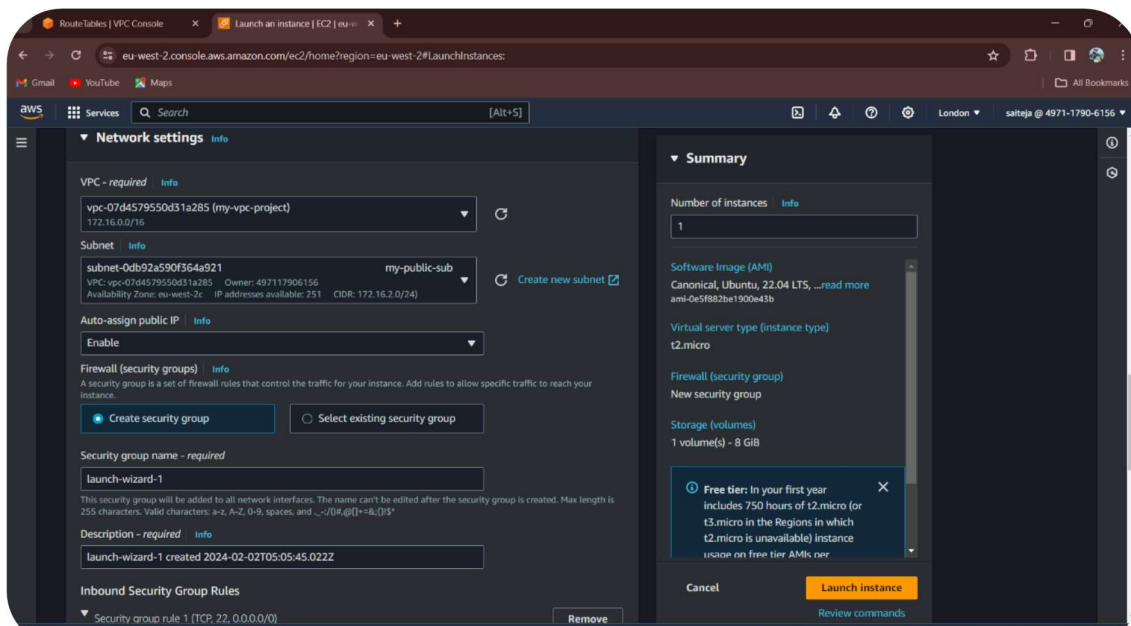 RouteTables | VPC Console
Launch an instance | EC2 | eu-w
eu-west-2.console.aws.amazon.com/ec2/home?region=eu-west-2#LaunchInstances:
Gmail YouTube Maps All Bookmarks
aws Services Search [Alt+S] London saiteja @ 4971-1790-6156
Network settings Info
VPC - required Info
vpc-07d4579550d31a285 (my-vpc-project)
172.16.0.0/16
Subnet Info
subnet-0db92a590f364a921 my-public-sub
VPC: vpc-07d4579550d31a285 Owner: 497117906156
Availability Zone: eu-west-2c IP addresses available: 251 CIDR: 172.16.2.0/24)
Create new subnet
Auto-assign public IP Info
Enable
Firewall (security groups) Info
A security group is a set of firewall rules that control the traffic for your instance. Add rules to allow specific traffic to reach your
instance.
Create security group Select existing security group
Security group name - required
launch-wizard-1
This security group will be added to all network interfaces. The name can't be edited after the security group is created. Max length is
255 characters. Valid characters: a-z, A-Z, 0-9, spaces, and ._-:/()#,@[]+=&;{}!$*
Description - required Info
launch-wizard-1 created 2024-02-02T05:05:45.022Z
Inbound Security Group Rules
Security group rule 1 (TCP, 22, 0.0.0.0/0) Remove
Summary
Number of instances Info
1
Software Image (AMI)
Canonical, Ubuntu, 22.04 LTS, ...read more
ami-0e5f882be1900e43b
Virtual server type (instance type)
t2.micro
Firewall (security group)
New security group
Storage (volumes)
1 volume(s) - 8 GiB
Free tier: In your first year
includes 750 hours of t2.micro (or
t3.micro in the Regions in which
t2.micro is unavailable) instance
usage on free tier AMIs per
Cancel Launch instance
Review commands